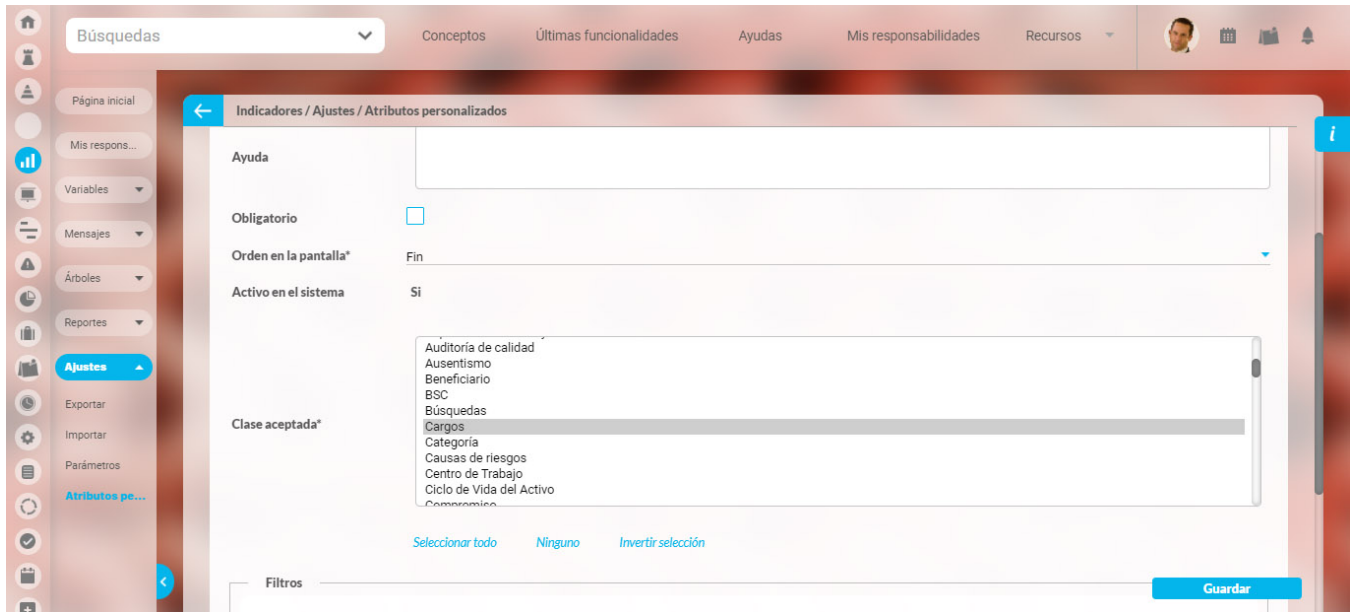 Búsquedas
Conceptos
Últimas funcionalidades
Ayudas
Mis responsabilidades
Recursos
Página inicial
Mis respons...
Variables
Mensajes
Árboles
Reportes
Ajustes
Exportar
Importar
Parámetros
Atributos pe...
Indicadores / Ajustes / Atributos personalizados
i
Ayuda
Obligatorio
Orden en la pantalla*
Fin
Activo en el sistema
Si
Clase aceptada*
Auditoría de calidad
Ausentismo
Beneficiario
BSC
Búsquedas
Cargos
Categoría
Causas de riesgos
Centro de Trabajo
Ciclo de Vida del Activo
Compromiso
Seleccionar todo
Ninguno
Invertir selección
Filtros
Guardar